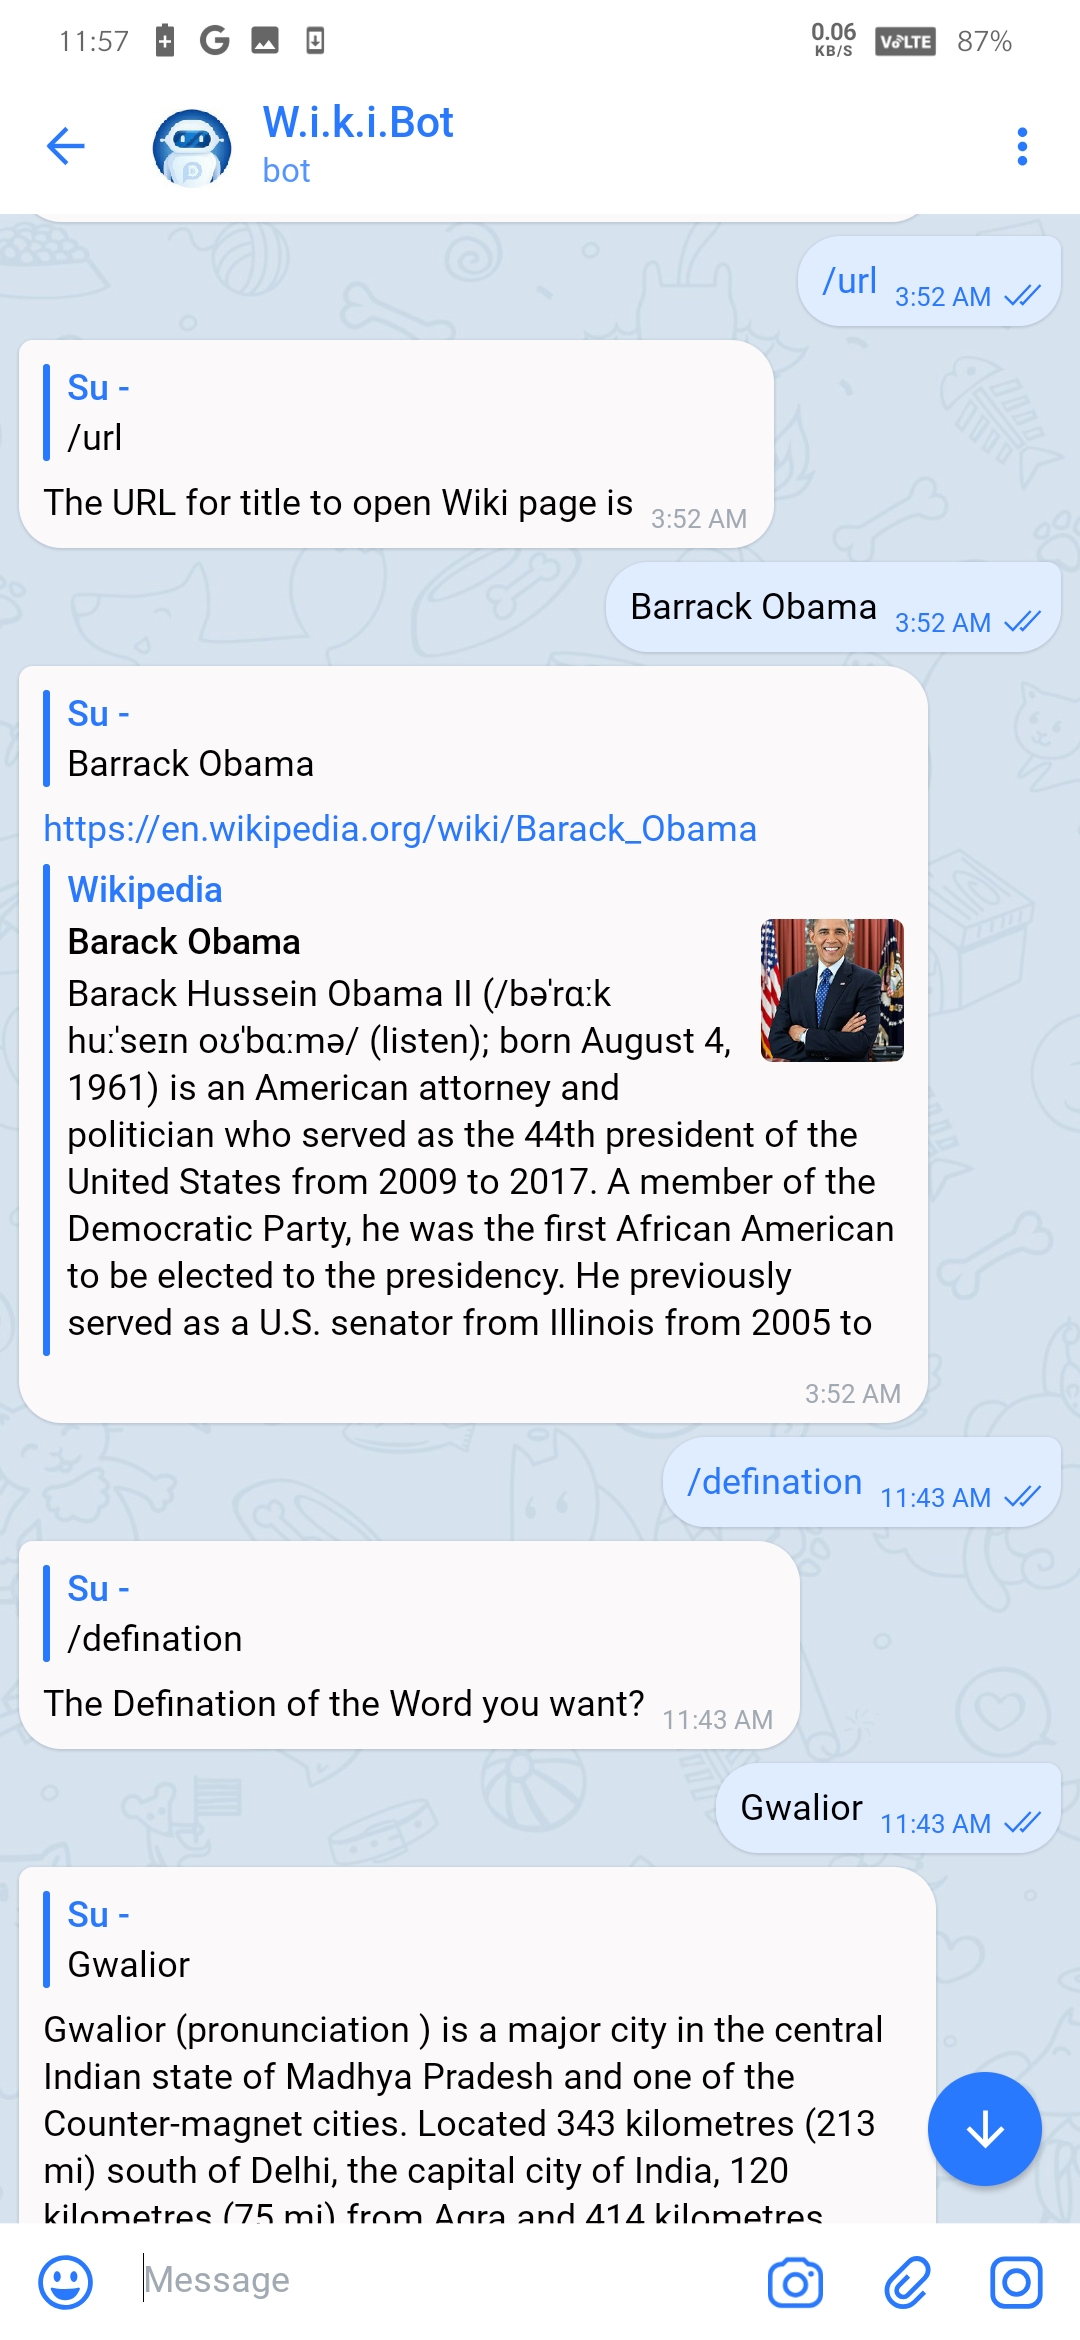 11:57
0.06
KB/S
VoLTE
87%
W.i.k.i.Bot
bot
/url 3:52 AM
Su -
/url
The URL for title to open Wiki page is 3:52 AM
Barrack Obama 3:52 AM
Su -
Barrack Obama
https://en.wikipedia.org/wiki/Barack_Obama
Wikipedia
Barack Obama
Barack Hussein Obama II (/bəˈrɑːk
huːˈseɪn oʊˈbɑːmə/ (listen); born August 4,
1961) is an American attorney and
politician who served as the 44th president of the
United States from 2009 to 2017. A member of the
Democratic Party, he was the first African American
to be elected to the presidency. He previously
served as a U.S. senator from Illinois from 2005 to
3:52 AM
/defination 11:43 AM
Su -
/defination
The Defination of the Word you want? 11:43 AM
Gwalior 11:43 AM
Su -
Gwalior
Gwalior (pronunciation ) is a major city in the central
Indian state of Madhya Pradesh and one of the
Counter-magnet cities. Located 343 kilometres (213
mi) south of Delhi, the capital city of India, 120
kilometres (75 mi) from Agra and 414 kilometres
Message